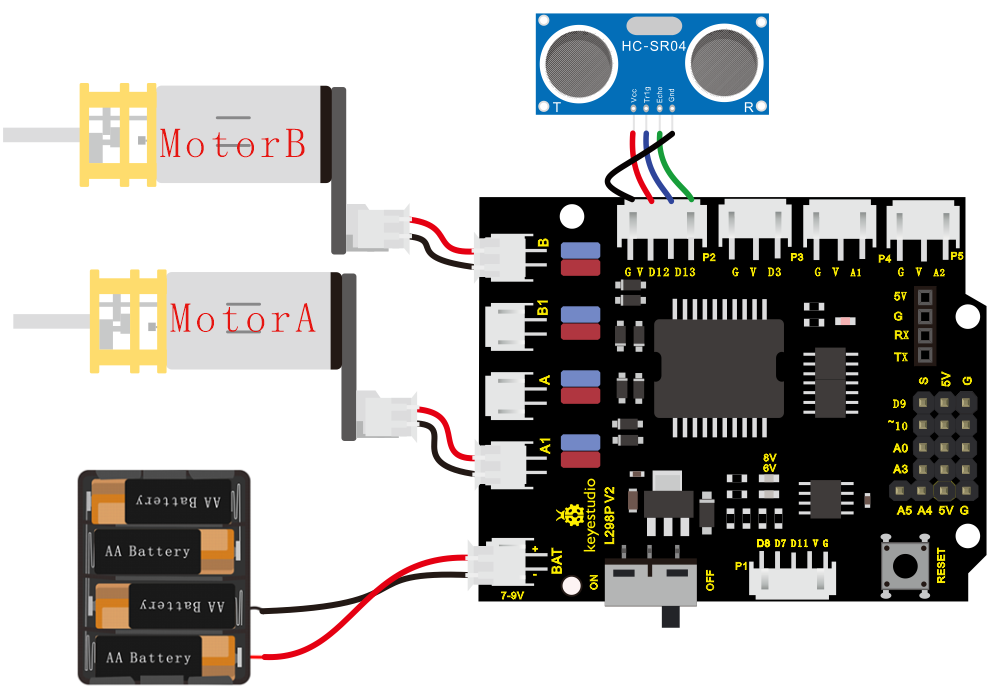 HC-SR04
Vcc
Tr1g
Echo
Gnd
T
R
MotorB
MotorA
B
B1
A
A1
G V D12 D13
P2
G V D3
P3
G V A1
P4
G V A2
P5
5V
G
RX
TX
S
5V
G
D9
~10
A0
A3
A5 A4 5V G
8V
6V
keyestudio
L298P V2
AA Battery
AA Battery
AA Battery
AA Battery
+
-
BAT
7-9V
ON
OFF
P1
D8 D7 D11 V G
RESET